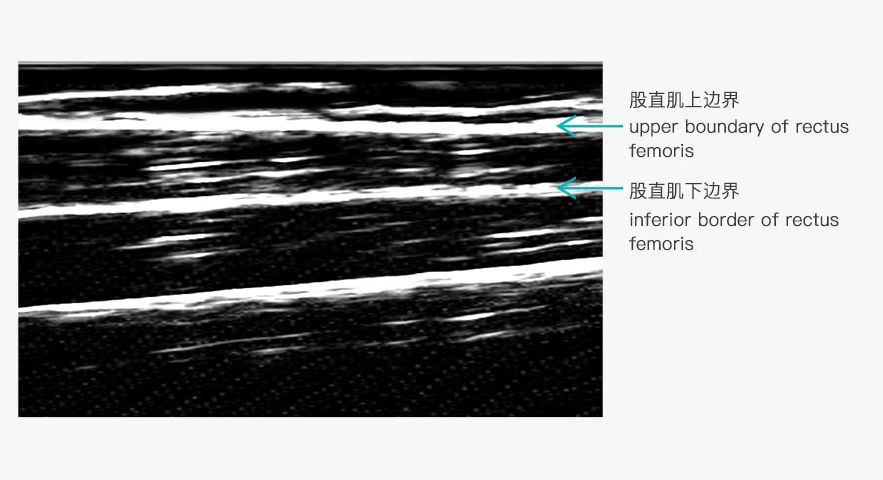 股直肌上边界
upper boundary of rectus
femoris
股直肌下边界
inferior border of rectus
femoris